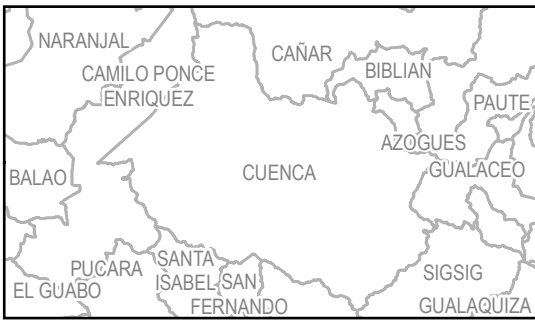 NARANJAL
CAÑAR
CAMILO PONCE
ENRIQUEZ
BIBLIAN
PAUTE
AZOGUES
BALAO
CUENCA
GUALACEO
SANTA
ISABEL
PUCARA
SAN
FERNANDO
EL GUABO
SIGSIG
GUALAQUIZA